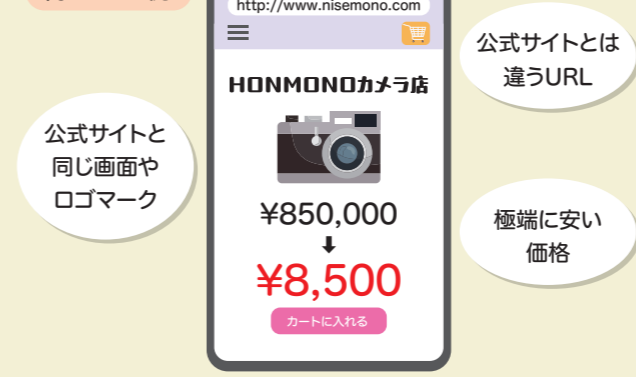 http://www.nisemono.com
公式サイトとは
違うURL
HONMONOカメラ店
公式サイトと
同じ画面や
ロゴマーク
¥850,000
↓
¥8,500
極端に安い
価格
カートに入れる